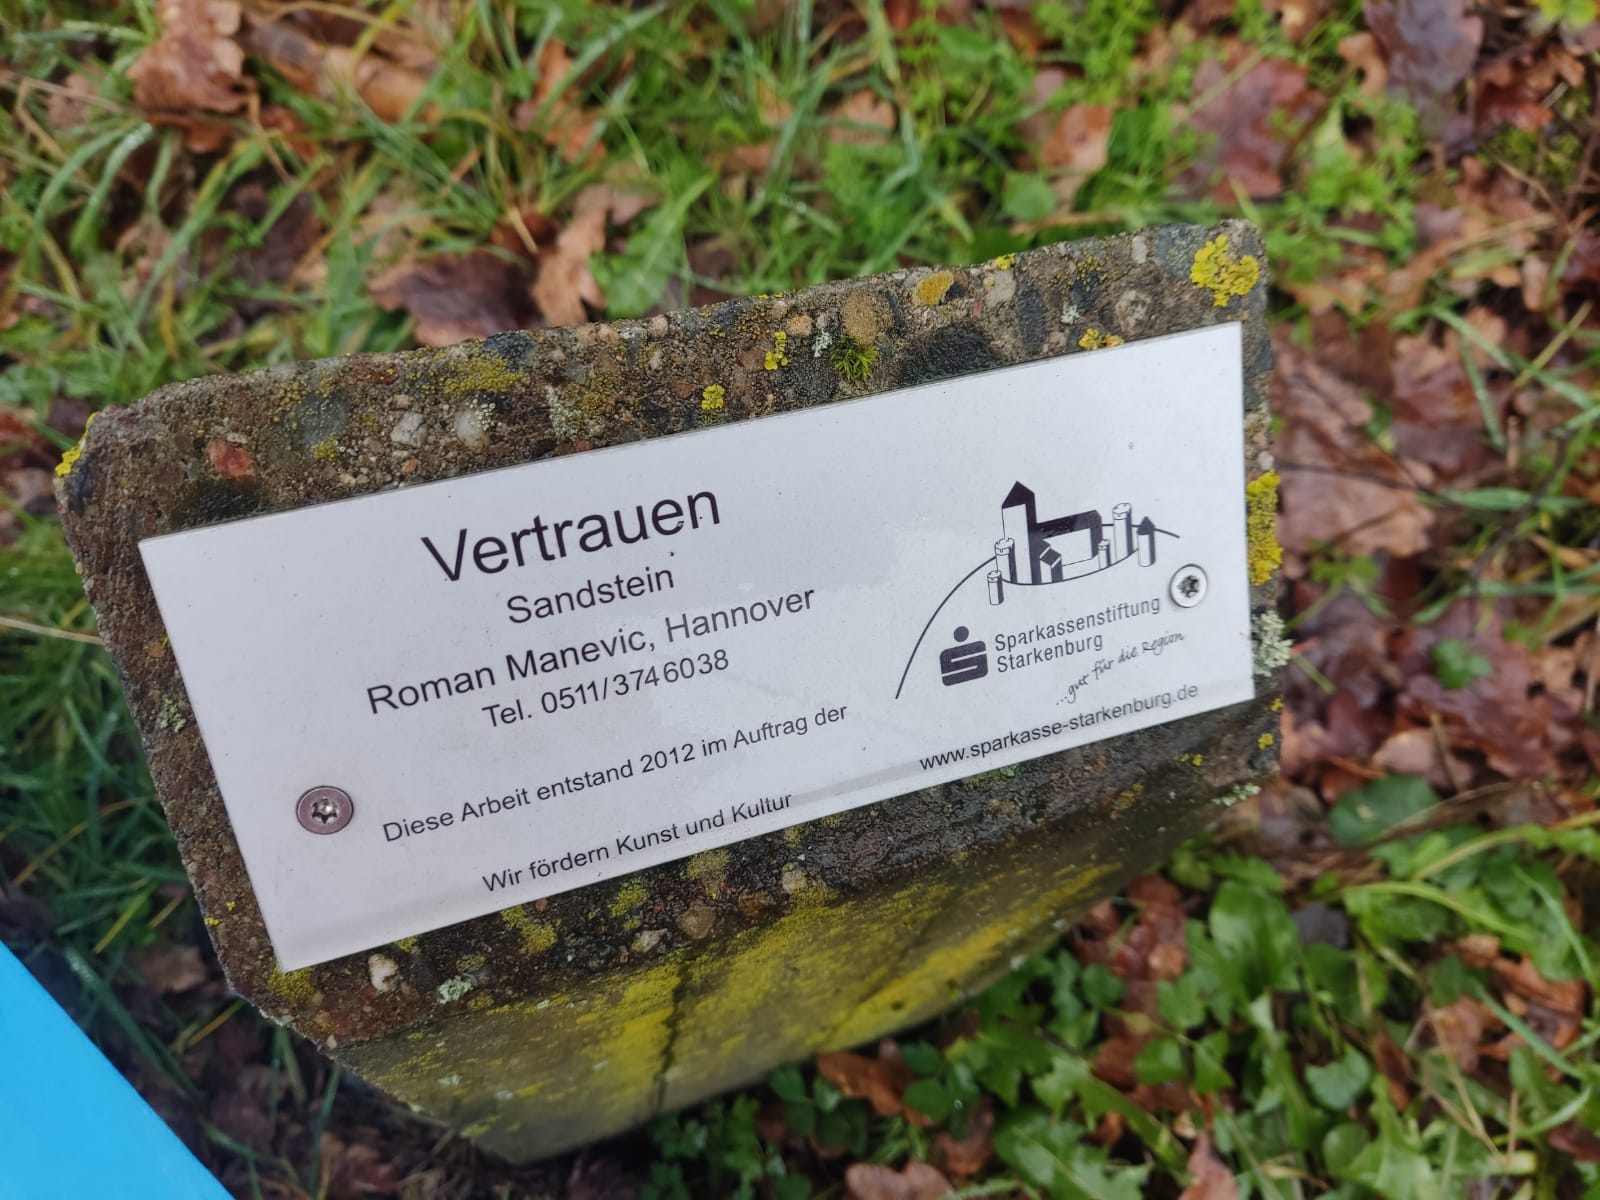 Vertrauen
Sandstein
Roman Manevic, Hannover
Tel. 0511/3746038
Diese Arbeit entstand 2012 im Auftrag der
Wir fördern Kunst und Kultur
Sparkassenstiftung
Starkenburg
...gut für die Region
www.sparkasse-starkenburg.de